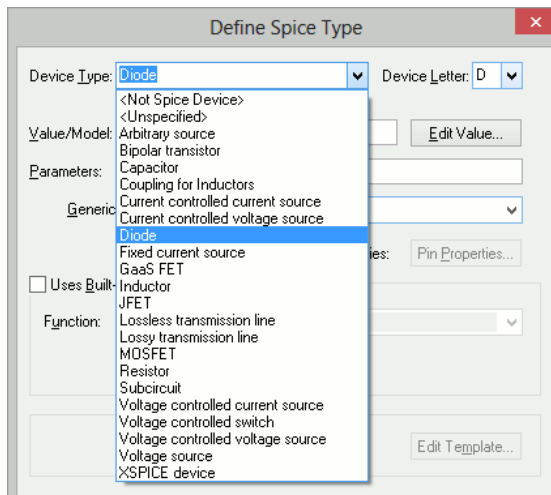 Define Spice Type
Device Type: Diode Device Letter: D
<Not Spice Device>
<Unspecified>
Value/Model: Arbitrary source Edit Value...
Bipolar transistor
Parameters: Capacitor
Coupling for Inductors
Generic Current controlled current source
Current controlled voltage source
Diode
Fixed current source ies: Pin Properties...
GaaS FET
Uses Built- Inductor
JFET
Function: Lossless transmission line
Lossy transmission line
MOSFET
Resistor
Subcircuit
Voltage controlled current source
Voltage controlled switch
Voltage controlled voltage source Edit Template...
Voltage source
XSPICE device